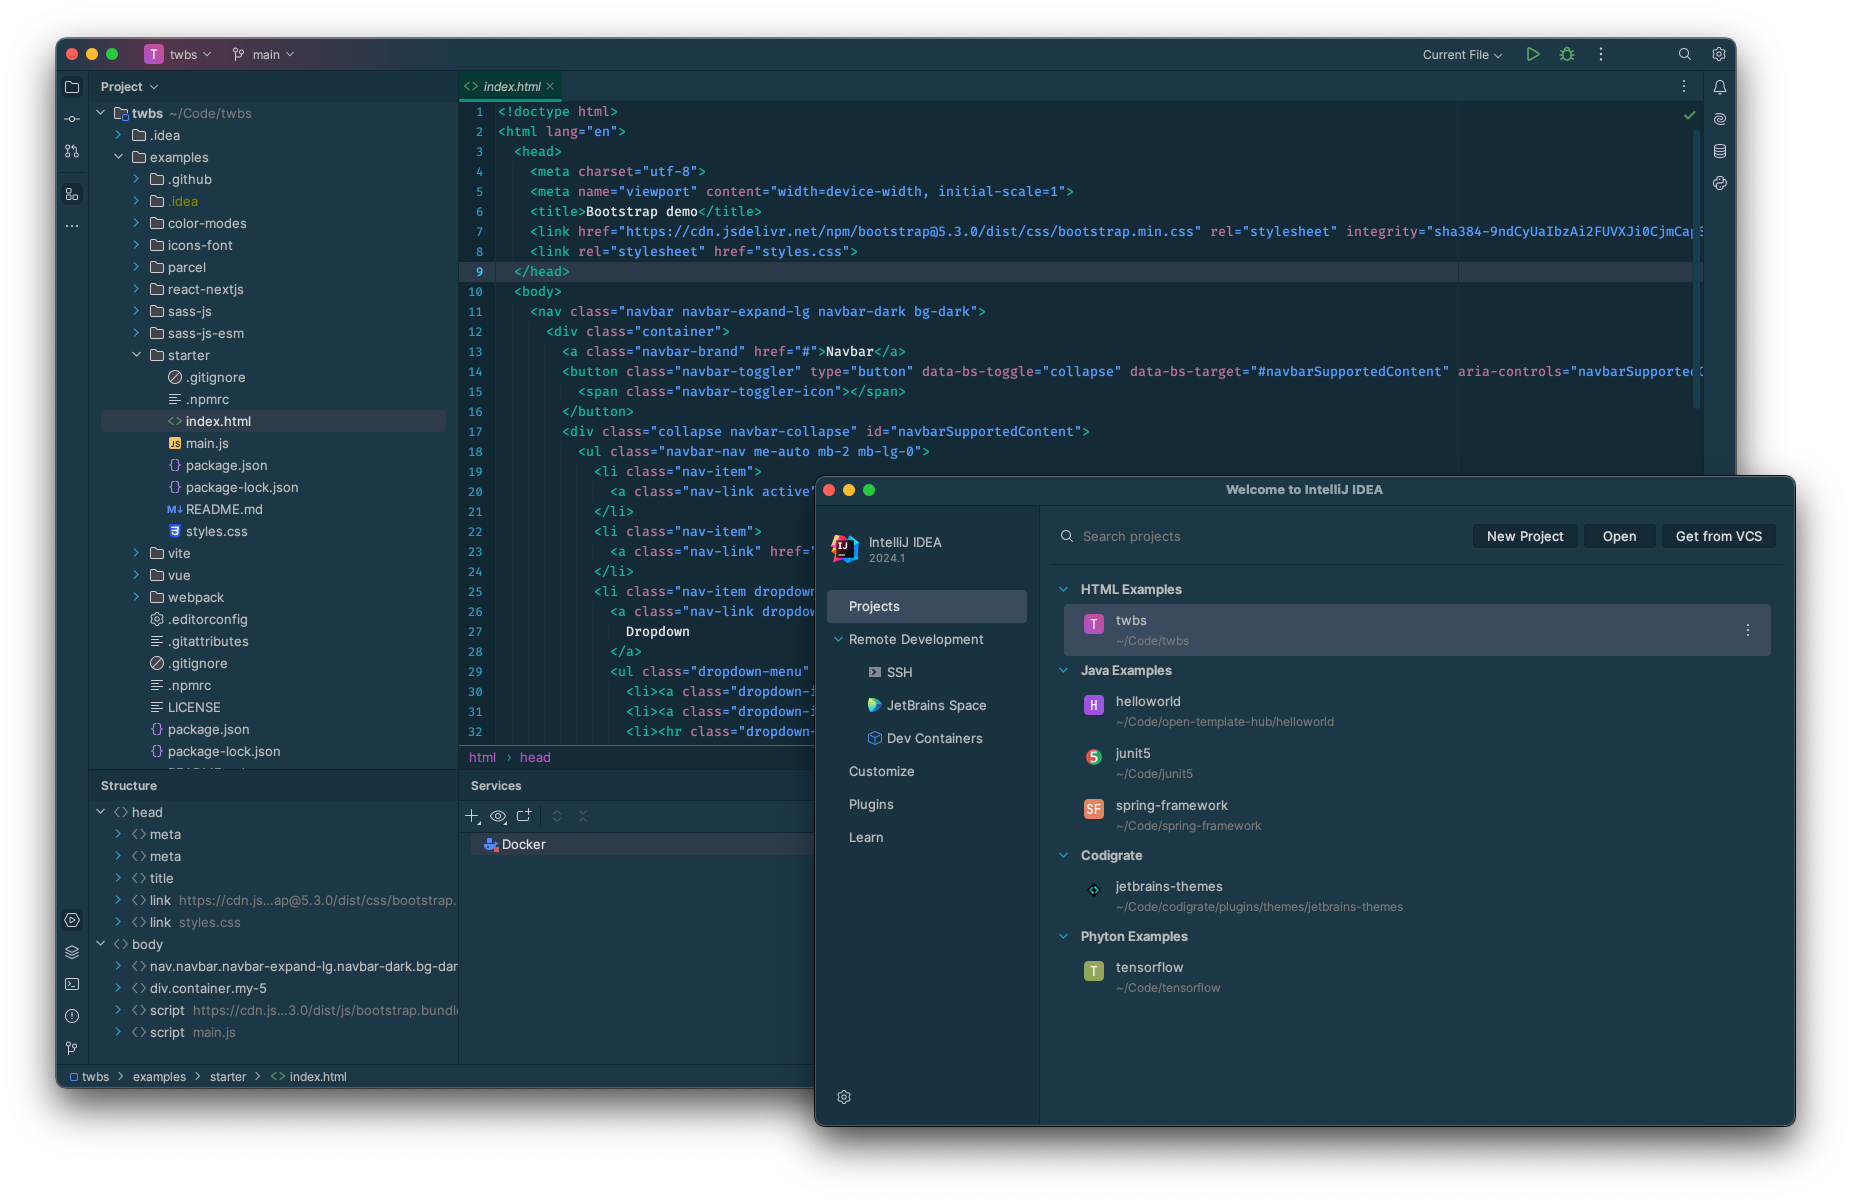 T twbs main
Current File
Project
twbs ~/Code/twbs
.idea
examples
.github
.idea
color-modes
icons-font
parcel
react-nextjs
sass-js
sass-js-esm
starter
.gitignore
.npmrc
index.html
JS main.js
package.json
package-lock.json
M↓ README.md
styles.css
vite
vue
webpack
.editorconfig
.gitattributes
.gitignore
.npmrc
LICENSE
package.json
package-lock.json
index.html
1 <!doctype html>
2 <html lang="en">
3 <head>
4 <meta charset="utf-8">
5 <meta name="viewport" content="width=device-width, initial-scale=1">
6 <title>Bootstrap demo</title>
7 <link href="https://cdn.jsdelivr.net/npm/bootstrap@5.3.0/dist/css/bootstrap.min.css" rel="stylesheet" integrity="sha384-9ndCyUaIbzAi2FUVXJi0CjmCapS
8 <link rel="stylesheet" href="styles.css">
9 </head>
10 <body>
11 <nav class="navbar navbar-expand-lg navbar-dark bg-dark">
12 <div class="container">
13 <a class="navbar-brand" href="#">Navbar</a>
14 <button class="navbar-toggler" type="button" data-bs-toggle="collapse" data-bs-target="#navbarSupportedContent" aria-controls="navbarSupportedC
15 <span class="navbar-toggler-icon"></span>
16 </button>
17 <div class="collapse navbar-collapse" id="navbarSupportedContent">
18 <ul class="navbar-nav me-auto mb-2 mb-lg-0">
19 <li class="nav-item">
20 <a class="nav-link active"
21 </li>
22 <li class="nav-item">
23 <a class="nav-link" href="
24 </li>
25 <li class="nav-item dropdown
26 <a class="nav-link dropdow
27 Dropdown
28 </a>
29 <ul class="dropdown-menu"
30 <li><a class="dropdown-i
31 <li><a class="dropdown-i
32 <li><hr class="dropdown-
html › head
Structure
head
meta
meta
title
link https://cdn.js...ap@5.3.0/dist/css/bootstrap.
link styles.css
body
nav.navbar.navbar-expand-lg.navbar-dark.bg-dar
div.container.my-5
script https://cdn.js...3.0/dist/js/bootstrap.bundle
script main.js
Services
Docker
twbs > examples > starter > index.html
Welcome to IntelliJ IDEA
IJ IntelliJ IDEA
2024.1
Projects
Remote Development
SSH
JetBrains Space
Dev Containers
Customize
Plugins
Learn
Search projects
New Project
Open
Get from VCS
HTML Examples
T twbs
~/Code/twbs
Java Examples
H helloworld
~/Code/open-template-hub/helloworld
5 junit5
~/Code/junit5
SF spring-framework
~/Code/spring-framework
Codigrate
jetbrains-themes
~/Code/codigrate/plugins/themes/jetbrains-themes
Phyton Examples
T tensorflow
~/Code/tensorflow